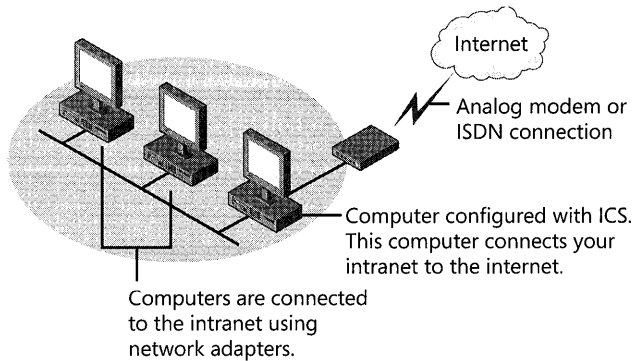 Internet
Analog modem or
ISDN connection
Computer configured with ICS.
This computer connects your
intranet to the internet.
Computers are connected
to the intranet using
network adapters.